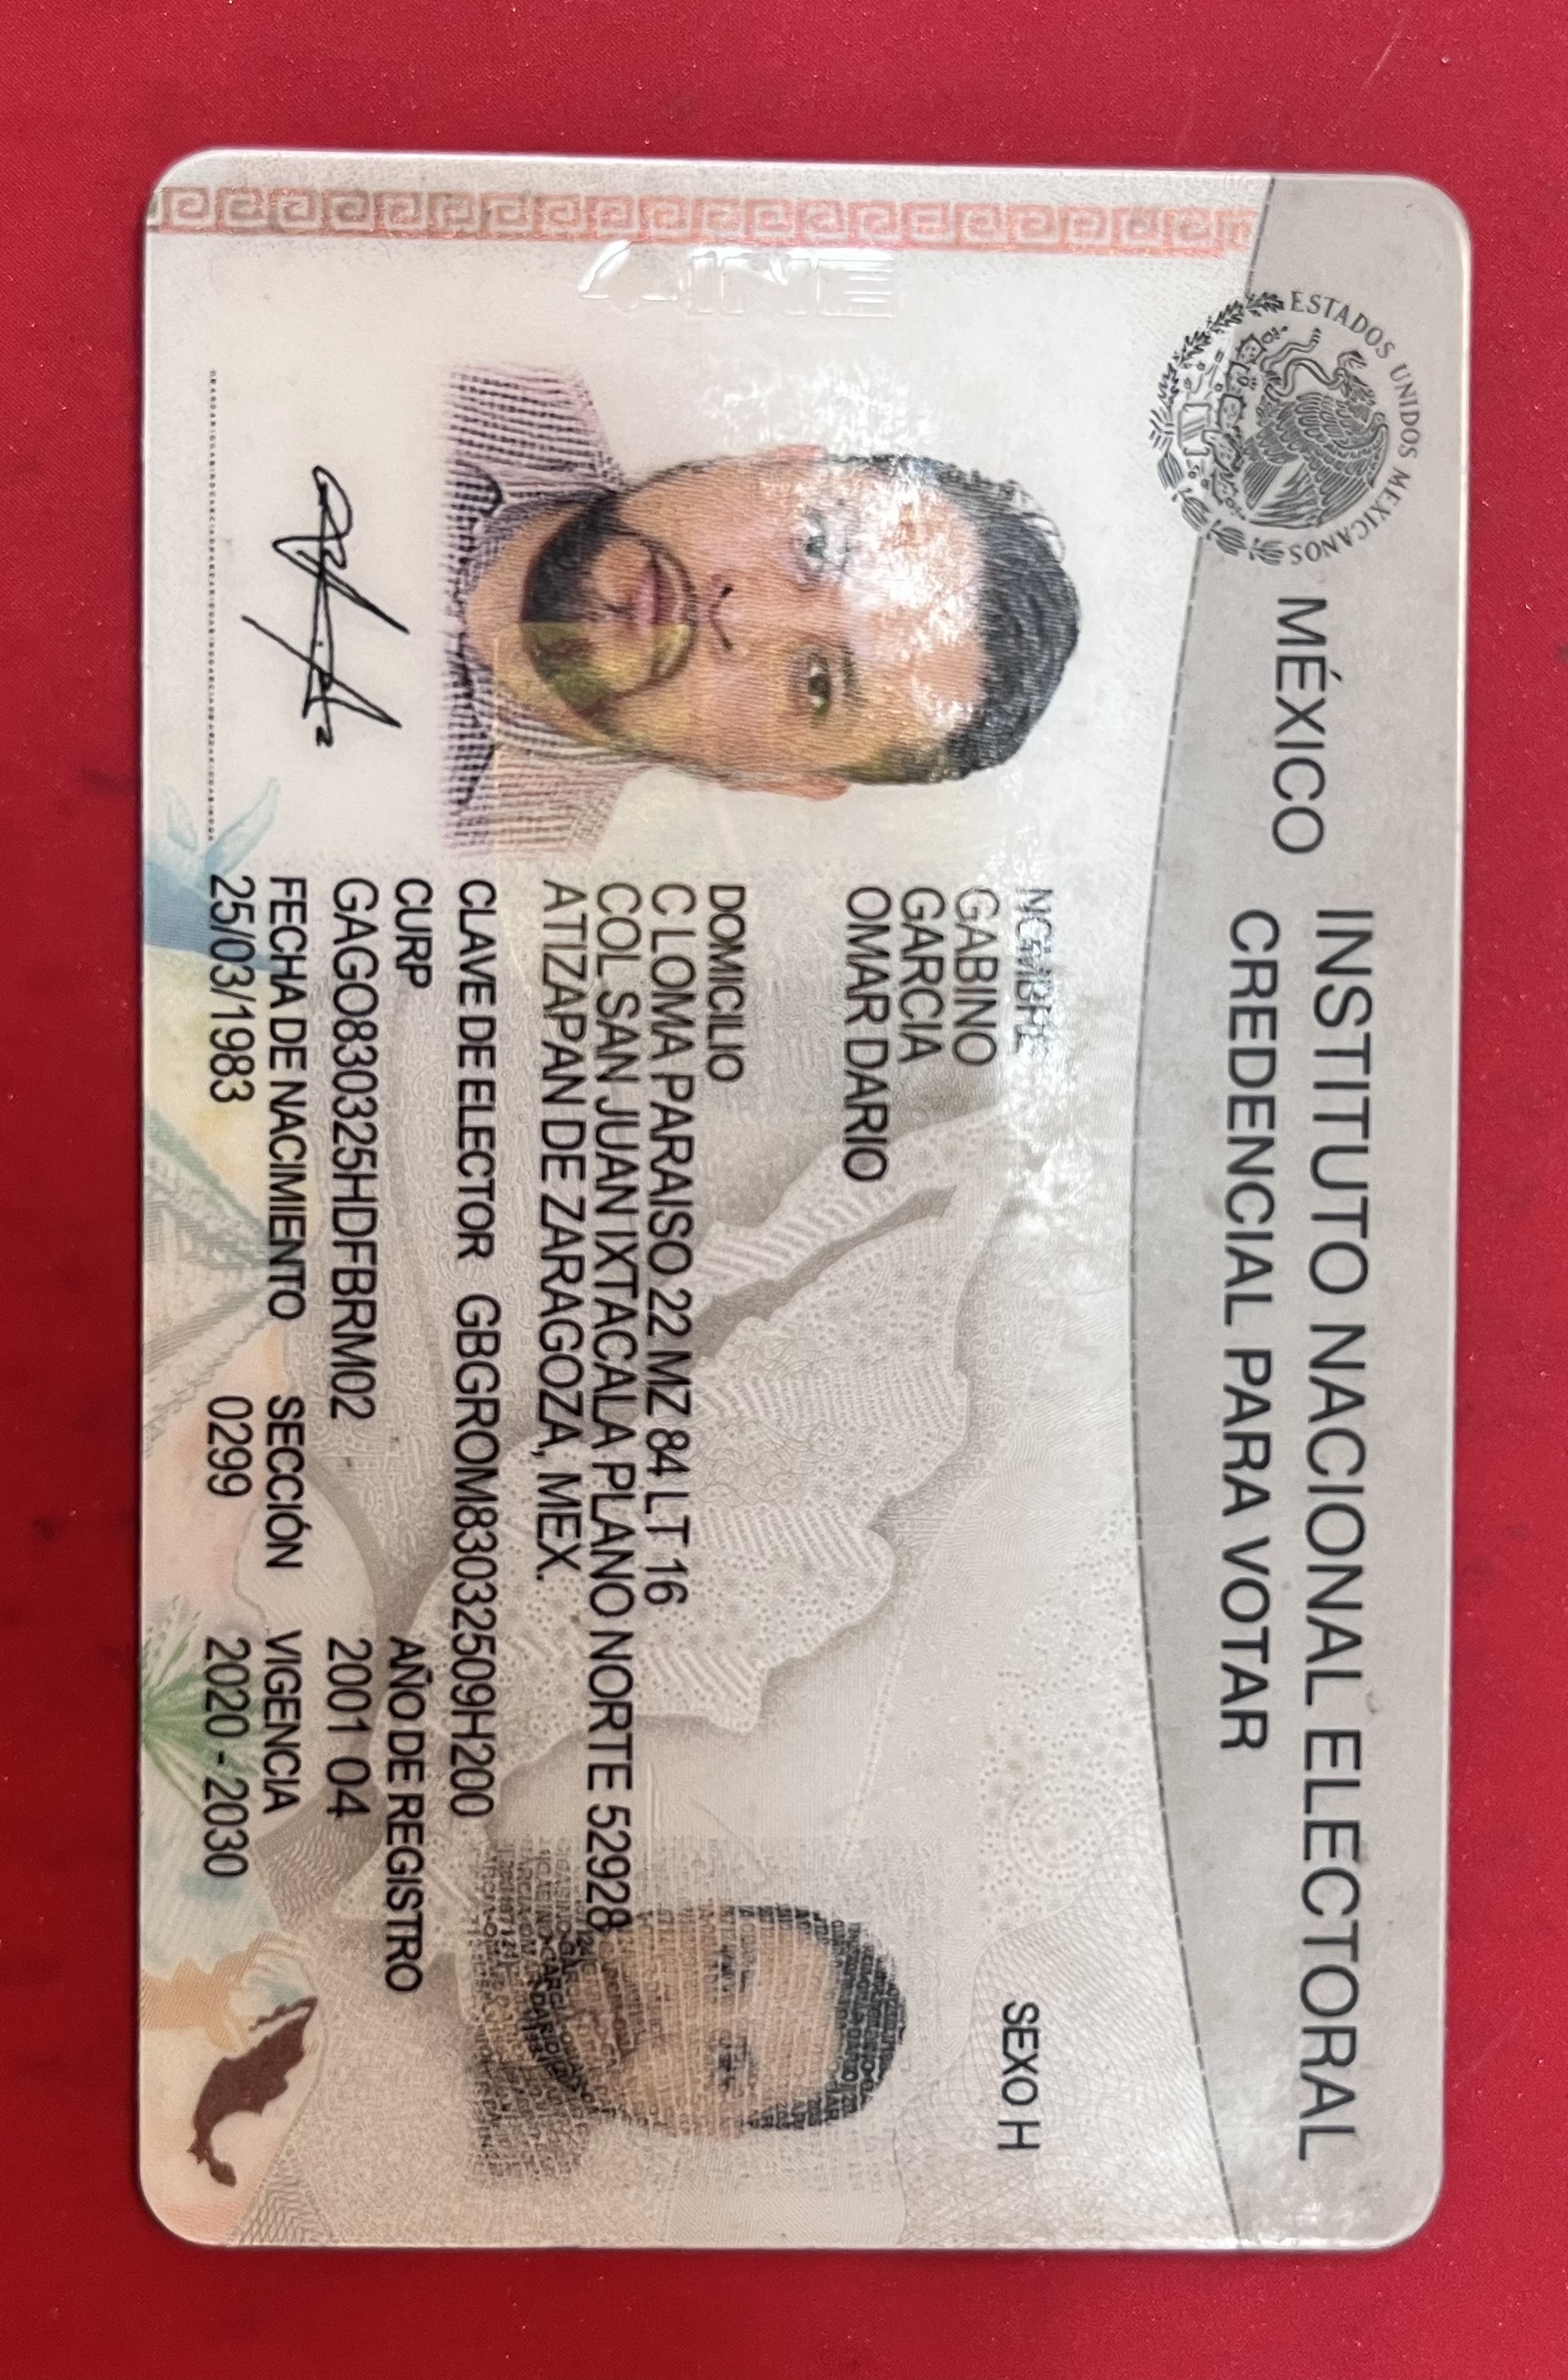 ESTADOS UNIDOS MEXICANOS
MÉXICO
INSTITUTO NACIONAL ELECTORAL
CREDENCIAL PARA VOTAR
INE
NOMBRE
GABINO
GARCIA
OMAR DARIO
SEXO H
DOMICILIO
C LOMA PARAISO 22 MZ 84 LT 16
COL SAN JUAN IXTACALA PLANO NORTE 52928
ATIZAPAN DE ZARAGOZA, MEX.
CLAVE DE ELECTOR GBGROM83032509H200
CURP
GAGO830325HDFBRM02
AÑO DE REGISTRO
2001 04
FECHA DE NACIMIENTO
25/03/1983
SECCIÓN
0299
VIGENCIA
2020 - 2030